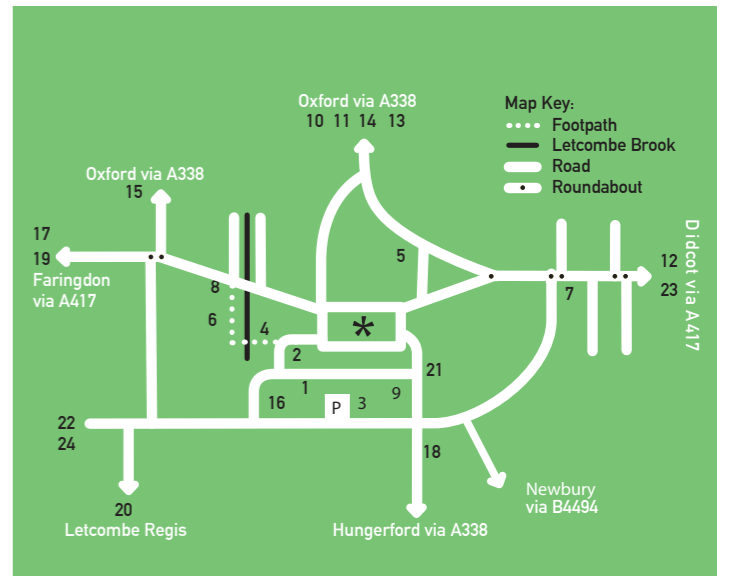 Oxford via A338
10 11 14 13
Map Key:
Footpath
Letcombe Brook
Road
Roundabout
Oxford via A338
15
17
19
Faringdon
via A417
5
12
23
Didcot via A417
8
7
6
4
*
2
21
1
9
16
P
3
22
24
18
20
Letcombe Regis
Newbury
via B4494
Hungerford via A338